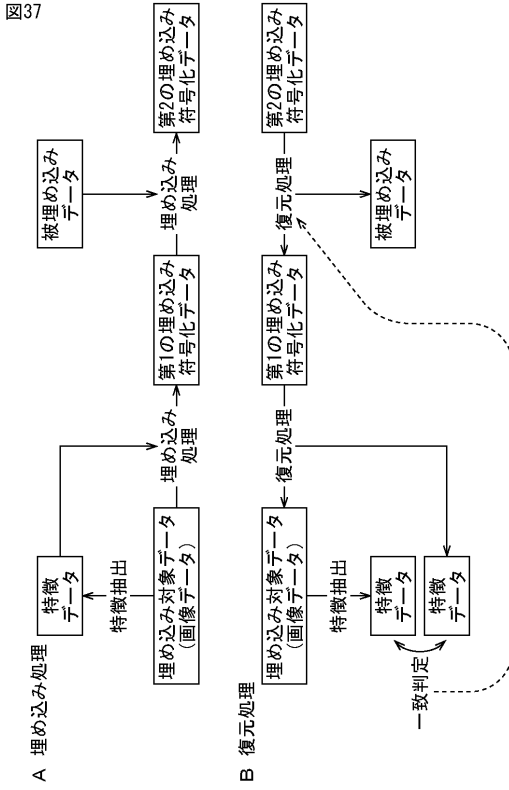 図37
A 埋め込み処理
特徴
データ
特徴抽出
埋め込み対象データ
(画像データ)
埋め込み
処理
第1の埋め込み
符号化データ
被埋め込み
データ
埋め込み
処理
第2の埋め込み
符号化データ
B 復元処理
埋め込み対象データ
(画像データ)
特徴抽出
特徴
データ
特徴
データ
一致判定
復元処理
第1の埋め込み
符号化データ
復元処理
被埋め込み
データ
第2の埋め込み
符号化データ